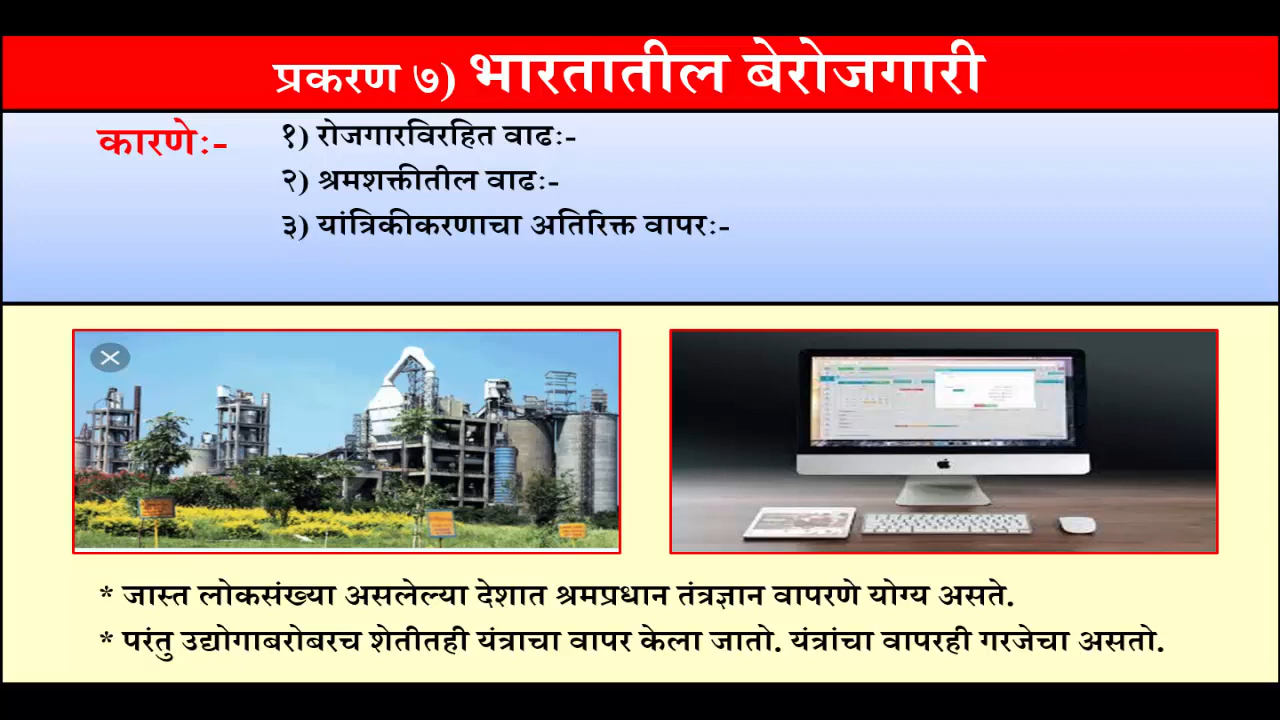 प्रकरण ७) भारतातील बेरोजगारी
कारणे:-
१) रोजगारविरहित वाढ:-
२) श्रमशक्तीतील वाढ:-
३) यांत्रिकीकरणाचा अतिरिक्त वापर:-
* जास्त लोकसंख्या असलेल्या देशात श्रमप्रधान तंत्रज्ञान वापरणे योग्य असते.
* परंतु उद्योगाबरोबरच शेतीतही यंत्राचा वापर केला जातो. यंत्रांचा वापरही गरजेचा असतो.